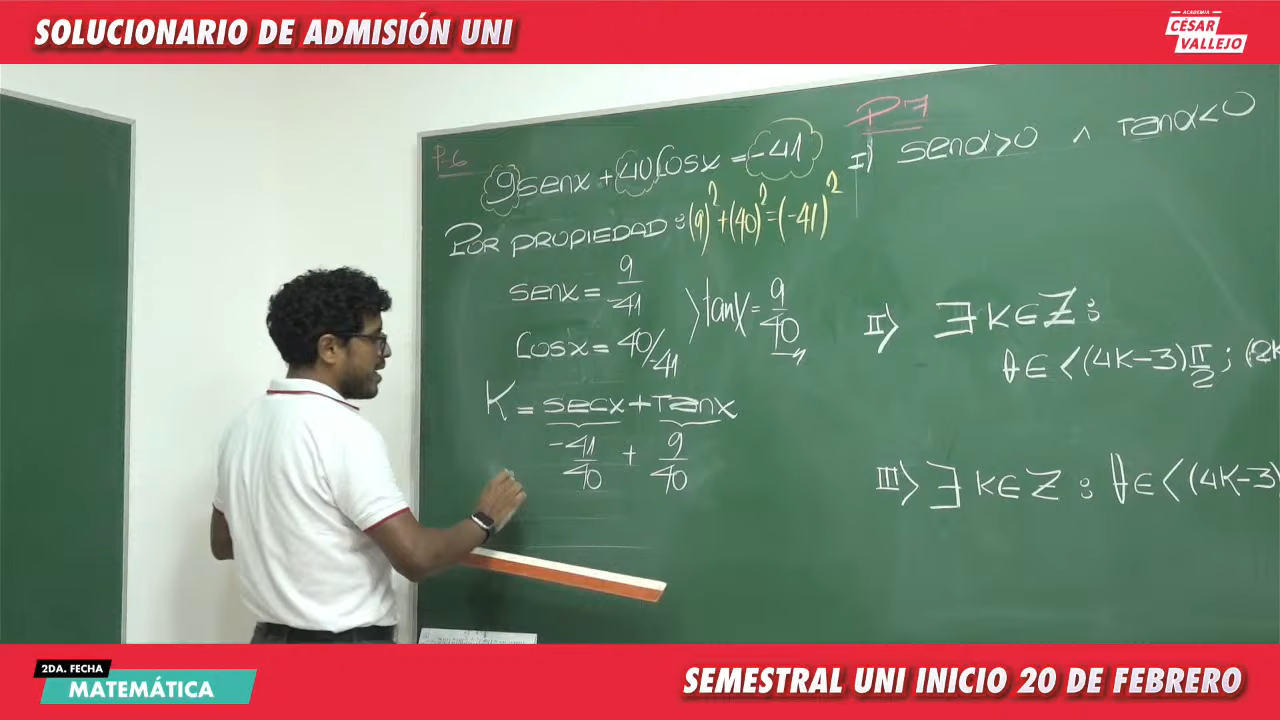 SOLUCIONARIO DE ADMISIÓN UNI
ACADEMIA
CÉSAR
VALLEJO
P-6
9senx + 40Cosx = -41
POR PROPIEDAD : (9)² + (40)² = (-41)²
senx = 9/-41
Cosx = 40/-41
> tanx = 9/40
K = secx + Tanx
-41/40 + 9/40
P7
I) senα>0 ∧ Tanα<0
II) ∃ K∈Z :
θ∈<(4K-3)π/2 ; (2K
III) ∃ K∈Z : θ∈<(4K-3)
2DA. FECHA
MATEMÁTICA
SEMESTRAL UNI INICIO 20 DE FEBRERO